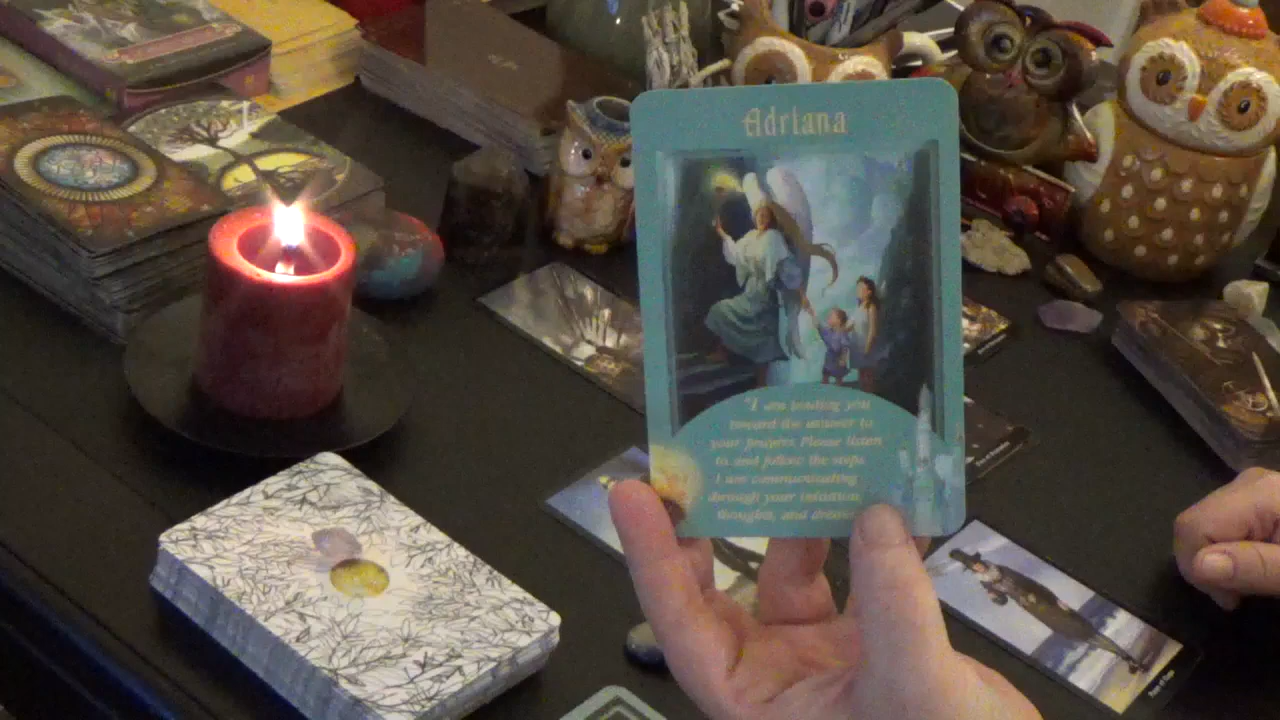 Adriana
"I am leading you
toward the answer to
your prayers. Please listen
to and follow the steps
I am communicating
through your intuition
thoughts, and dreams